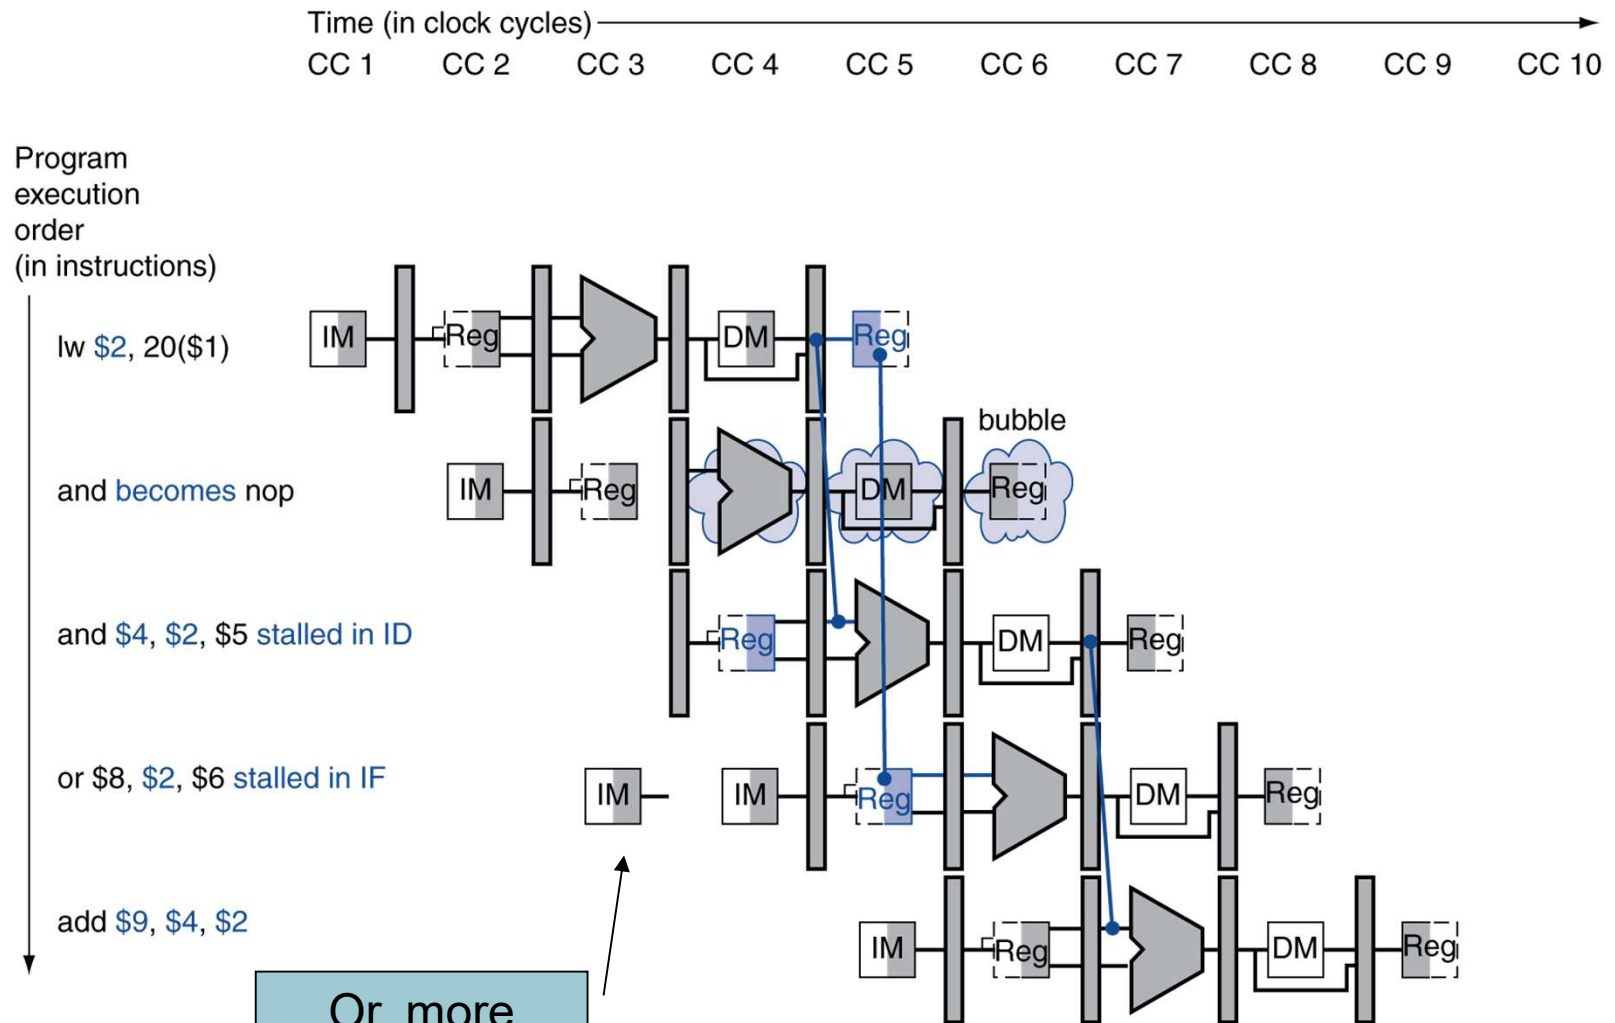 Time (in clock cycles)
CC 1 CC 2 CC 3 CC 4 CC 5 CC 6 CC 7 CC 8 CC 9 CC 10
Program
execution
order
(in instructions)
lw $2, 20($1)
IM Reg DM Reg
bubble
and becomes nop
IM Reg DM Reg
and $4, $2, $5 stalled in ID
Reg DM Reg
or $8, $2, $6 stalled in IF
IM IM Reg DM Reg
add $9, $4, $2
IM Reg DM Reg
Or, more